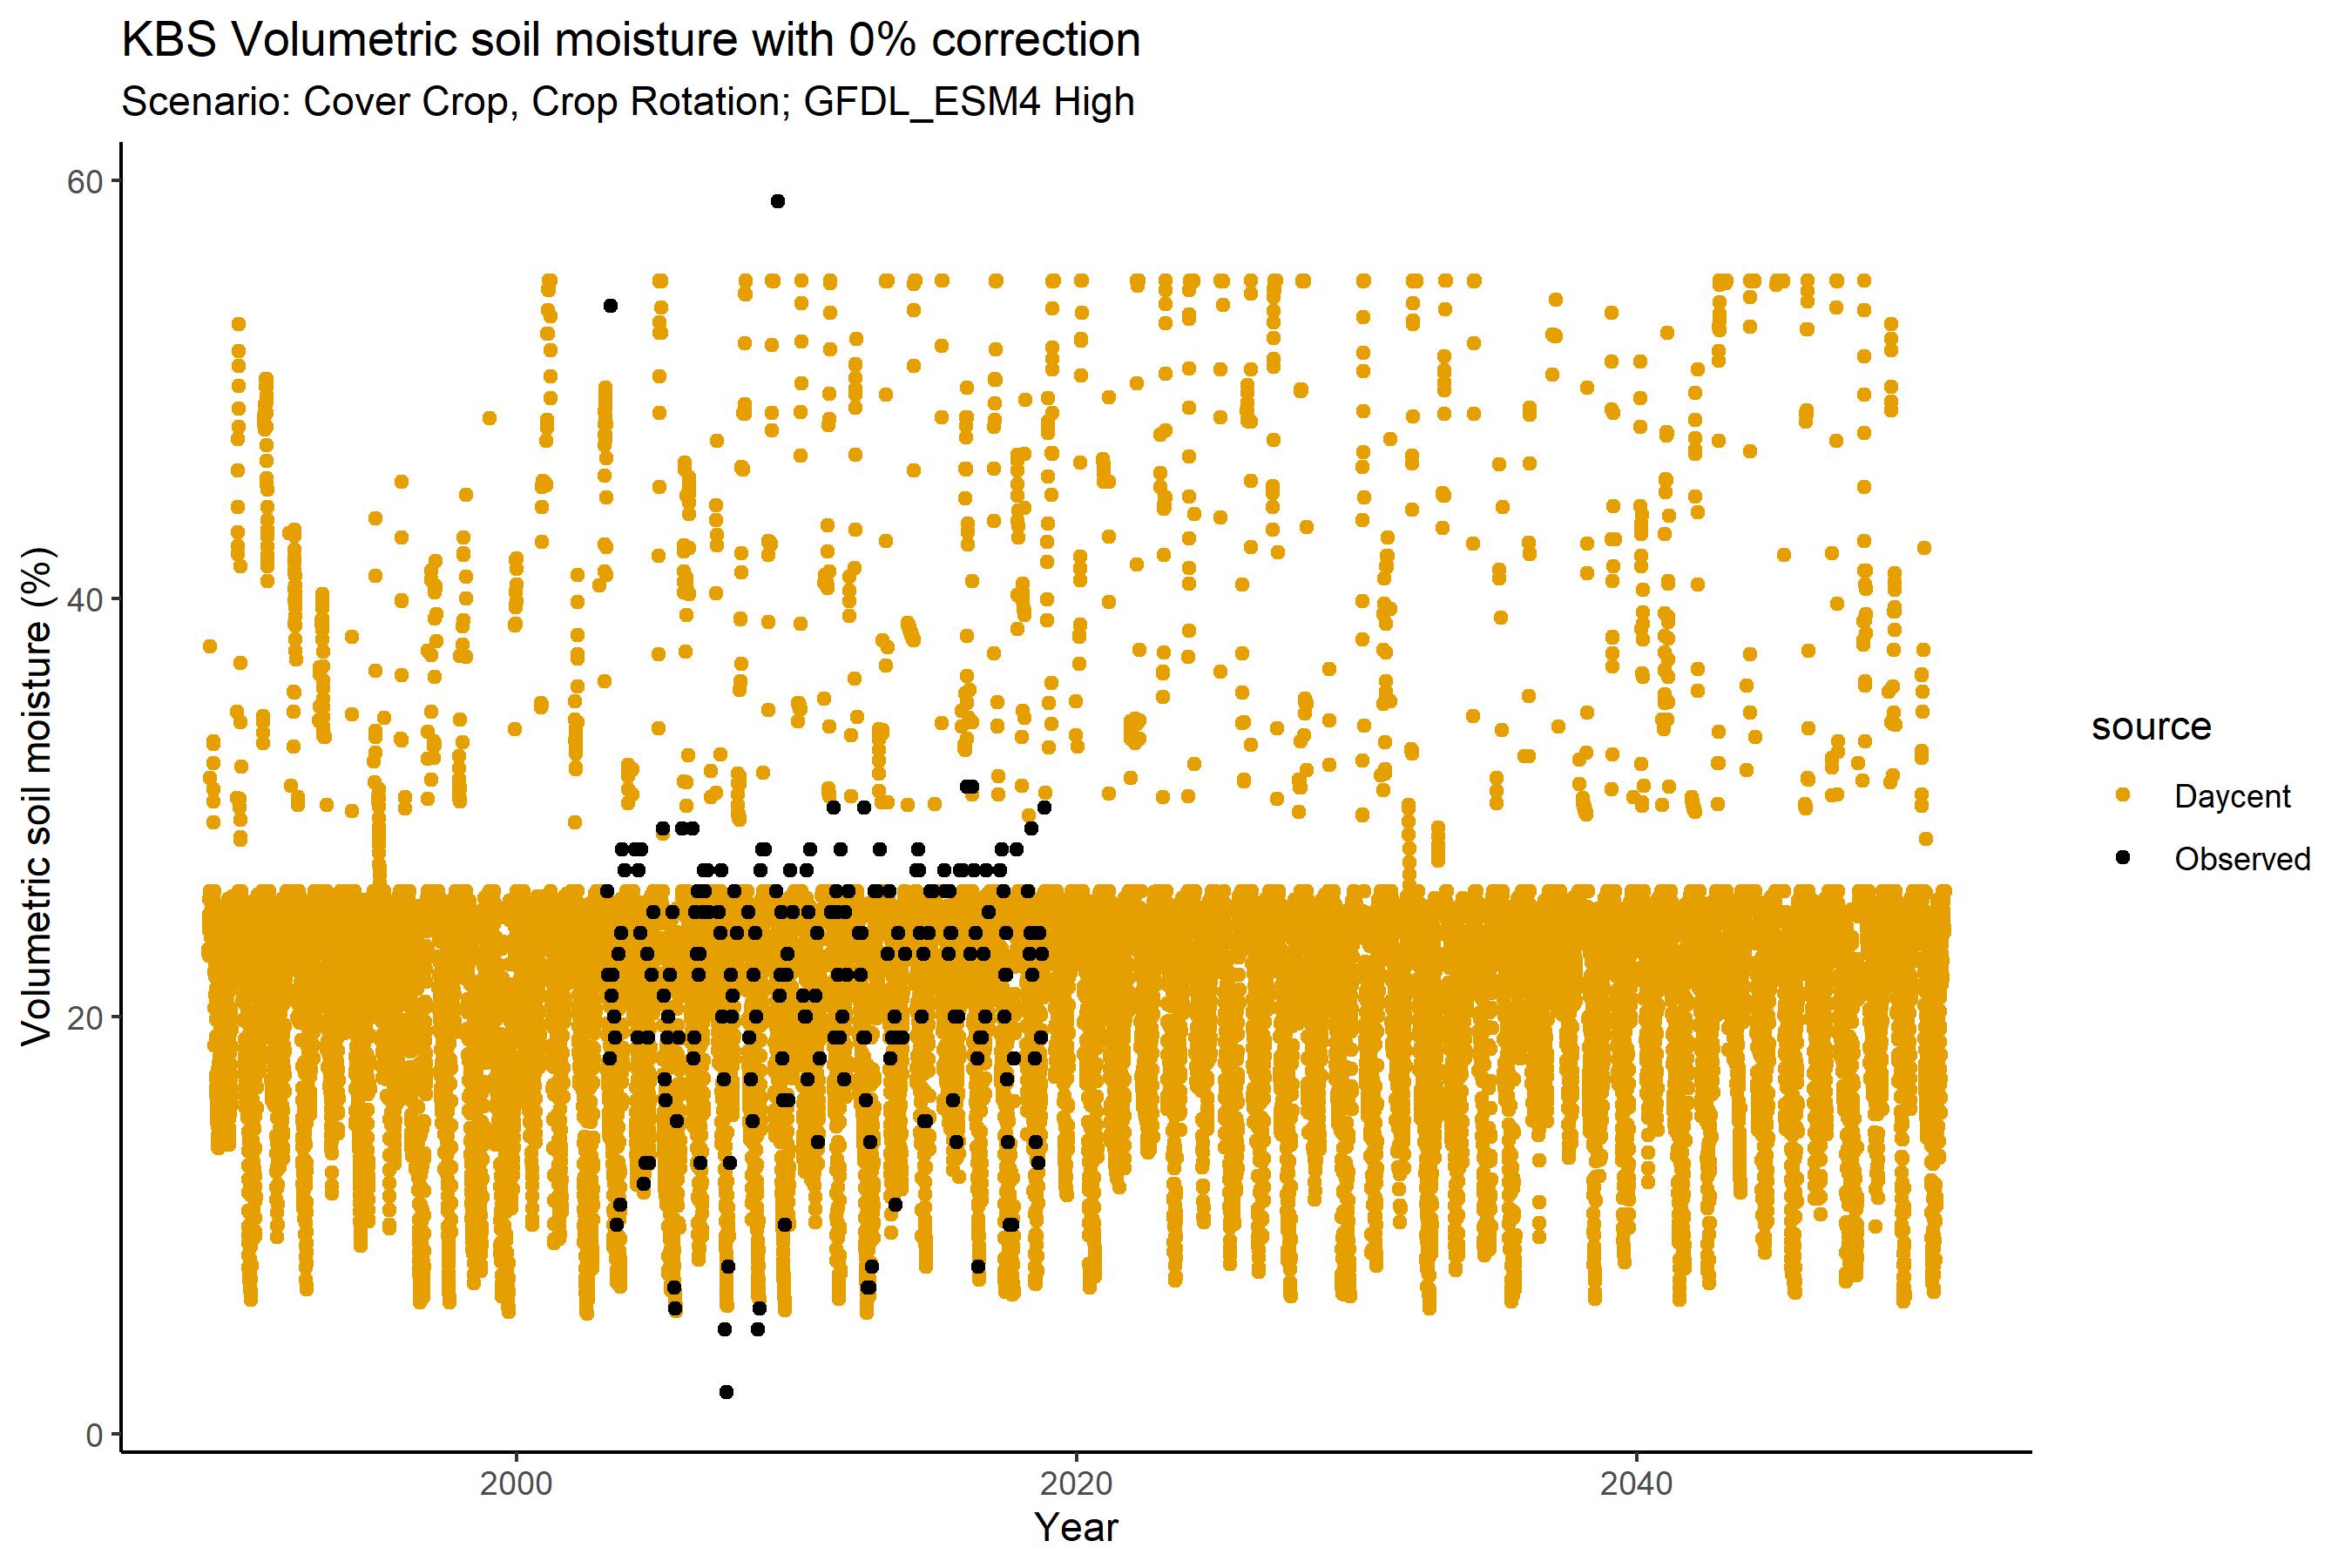 KBS Volumetric soil moisture with 0% correction
Scenario: Cover Crop, Crop Rotation; GFDL_ESM4 High
Volumetric soil moisture (%)
60
40
20
0
2000
2020
2040
Year
source
Daycent
Observed